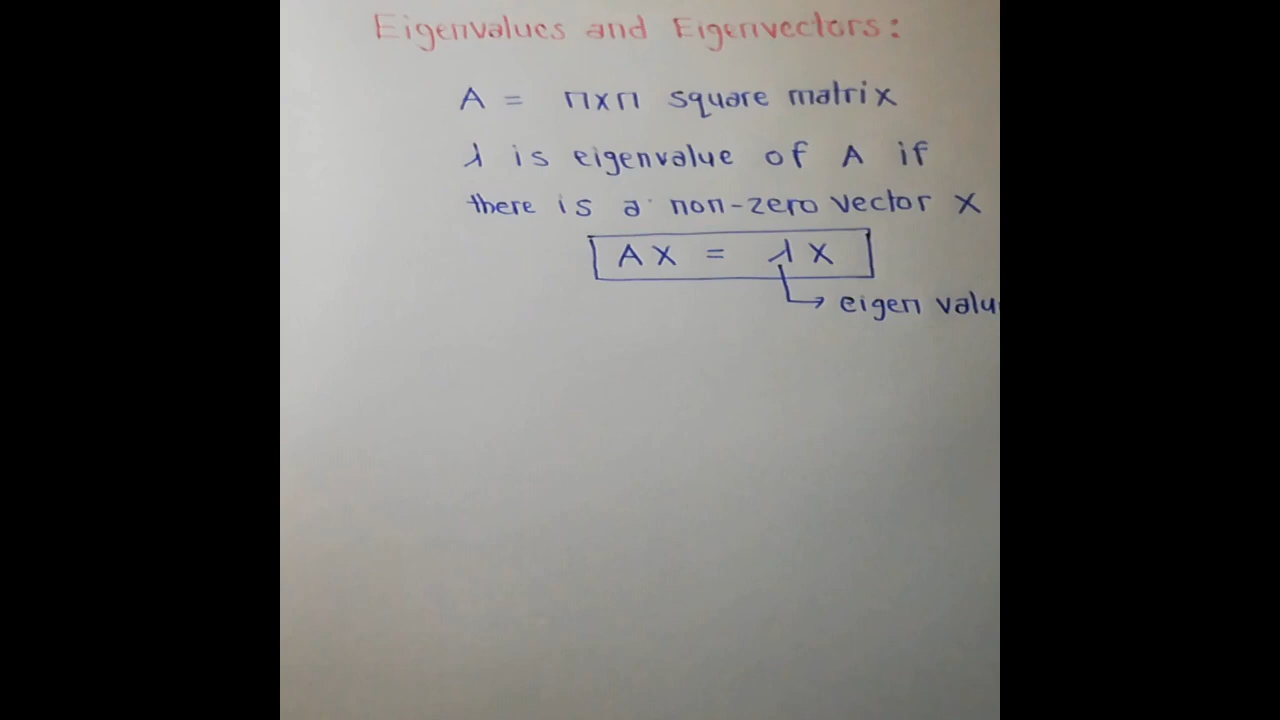 Eigenvalues and Eigenvectors:
A = nxn square matrix
λ is eigenvalue of A if
there is a non-zero vector X
AX = λX
eigen valu